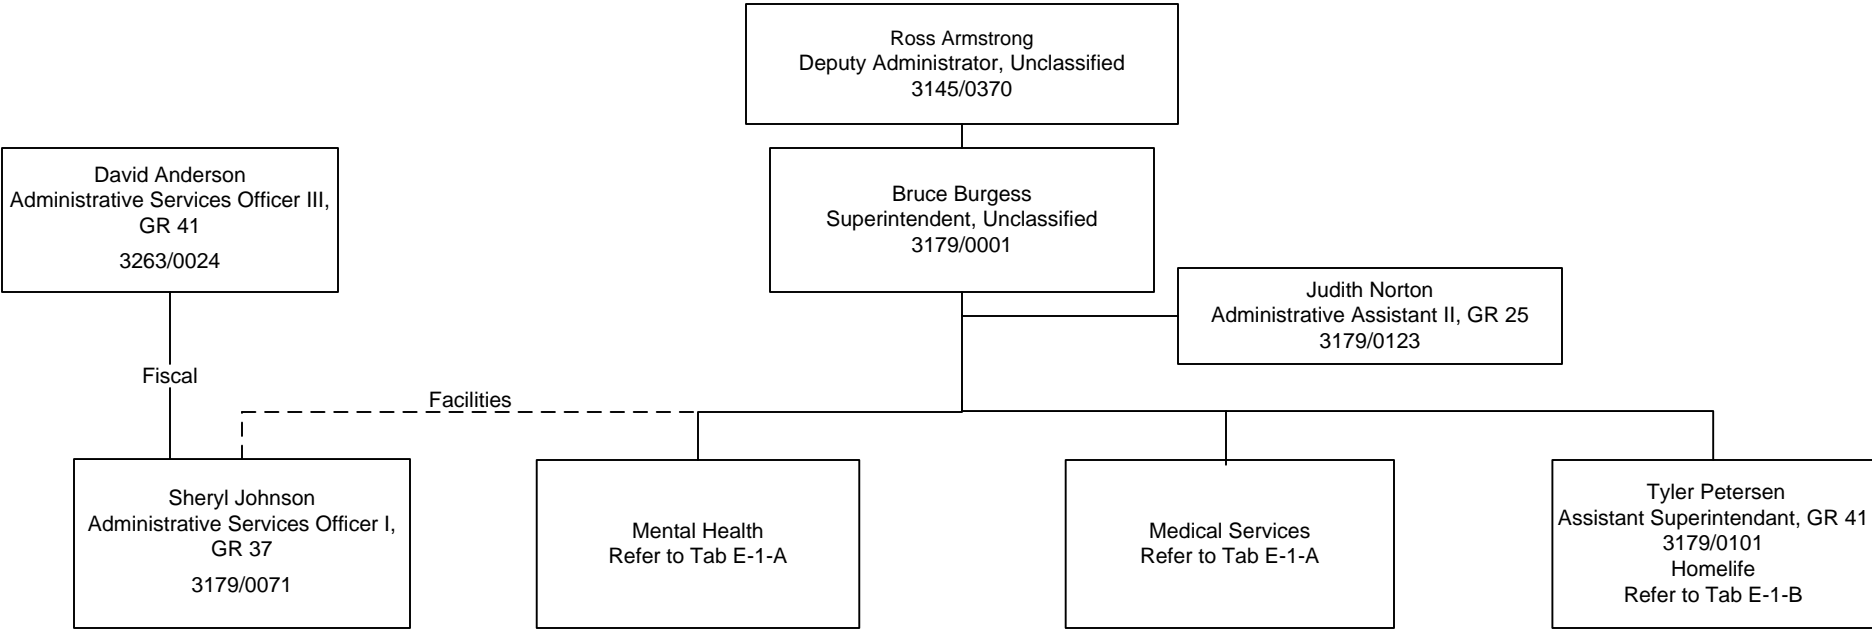 Ross Armstrong
Deputy Administrator, Unclassified
3145/0370
David Anderson
Administrative Services Officer III,
GR 41
3263/0024
Bruce Burgess
Superintendent, Unclassified
3179/0001
Judith Norton
Administrative Assistant II, GR 25
3179/0123
Fiscal
Facilities
Sheryl Johnson
Administrative Services Officer I,
GR 37
3179/0071
Mental Health
Refer to Tab E-1-A
Medical Services
Refer to Tab E-1-A
Tyler Petersen
Assistant Superintendant, GR 41
3179/0101
Homelife
Refer to Tab E-1-B